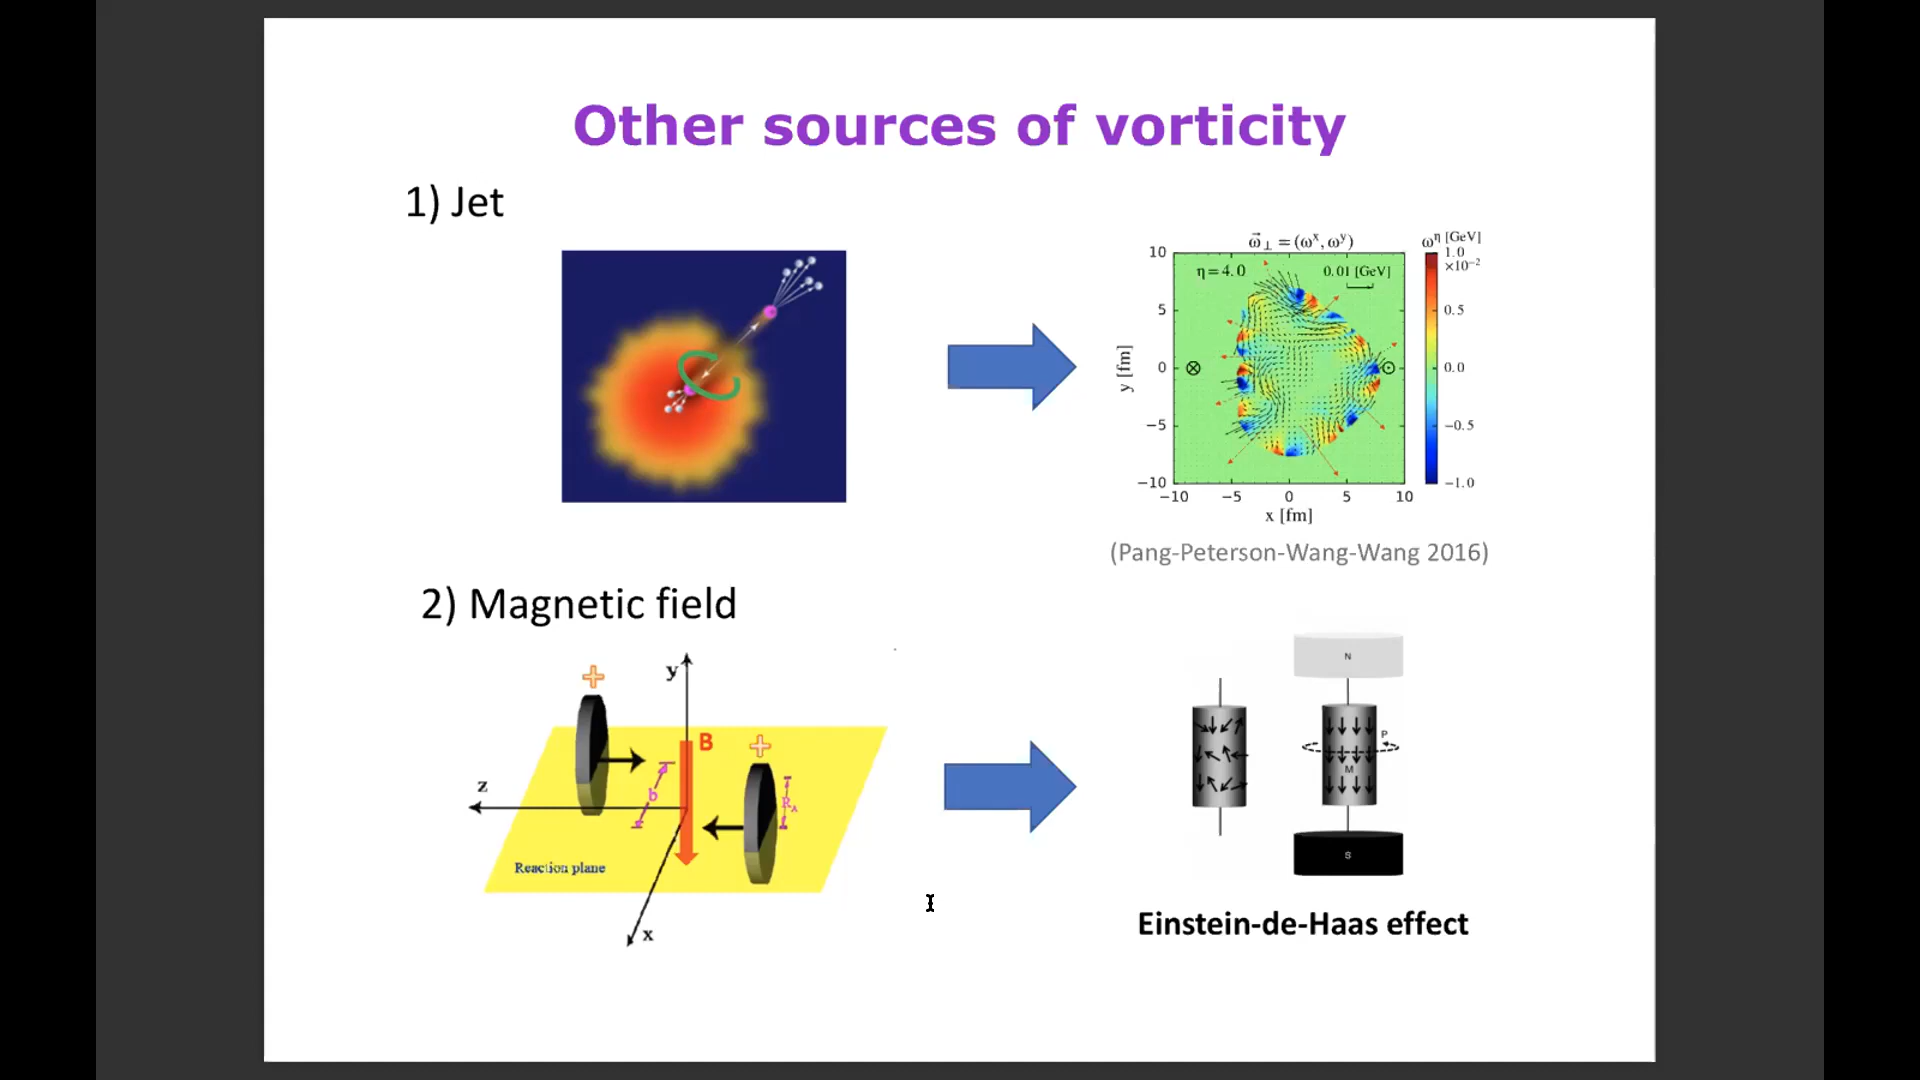 Other sources of vorticity
1) Jet
ω⃗⊥ = (ωˣ, ωʸ)
ω^η [GeV]
η = 4.0
0.01 [GeV]
10
5
0
−5
−10
y [fm]
−10 −5 0 5 10
x [fm]
1.0
×10⁻²
0.5
0.0
−0.5
−1.0
(Pang-Peterson-Wang-Wang 2016)
2) Magnetic field
y
B
z
b
R_A
Reaction plane
x
N
P
M
S
Einstein-de-Haas effect